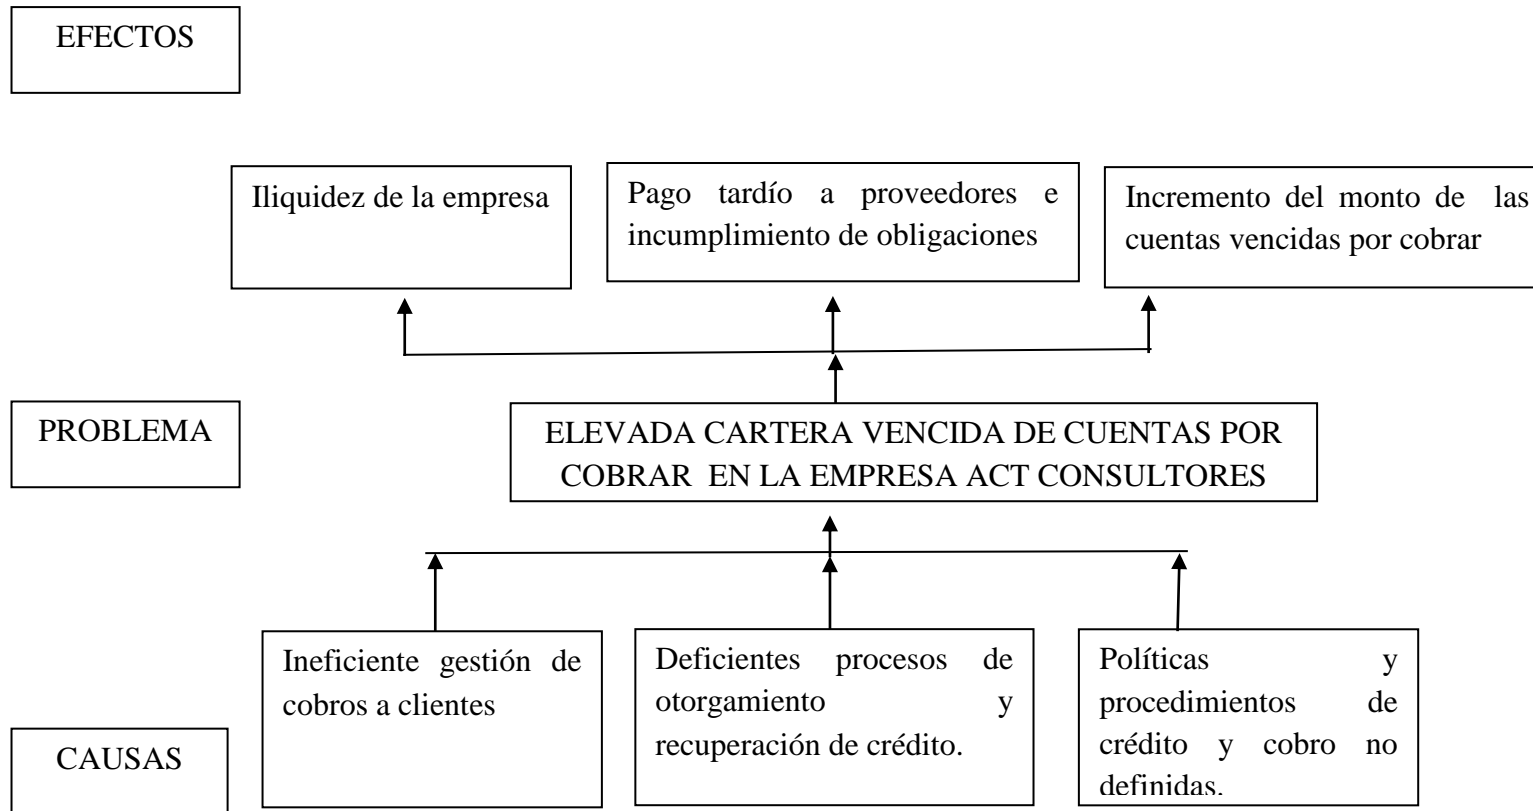 EFECTOS
Iliquidez de la empresa
Pago tardío a proveedores e
incumplimiento de obligaciones
Incremento del monto de las
cuentas vencidas por cobrar
PROBLEMA
ELEVADA CARTERA VENCIDA DE CUENTAS POR
COBRAR EN LA EMPRESA ACT CONSULTORES
Ineficiente gestión de
cobros a clientes
Deficientes procesos de
otorgamiento y
recuperación de crédito.
Políticas y
procedimientos de
crédito y cobro no
definidas.
CAUSAS